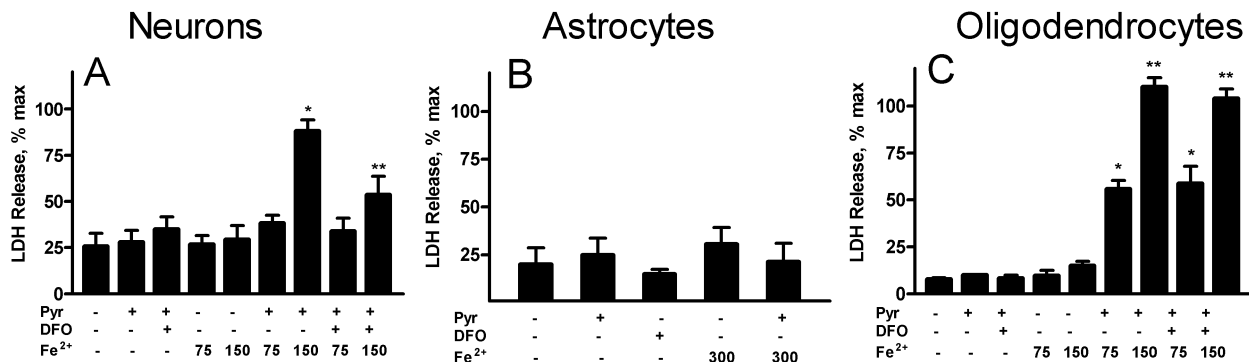 Neurons Astrocytes Oligodendrocytes
A
LDH Release, % max
100
75
50
25
0
*
**
Pyr - + + - - + + + +
DFO - - + - - - - + +
Fe2+ - - - 75 150 75 150 75 150
B
LDH Release, % max
100
75
50
25
Pyr - + - - +
DFO - - + - -
Fe2+ - - - 300 300
C
LDH Release, % max
100
75
50
25
0
*
**
*
**
Pyr - + + - - + + + +
DFO - - + - - - - + +
Fe2+ - - - 75 150 75 150 75 150